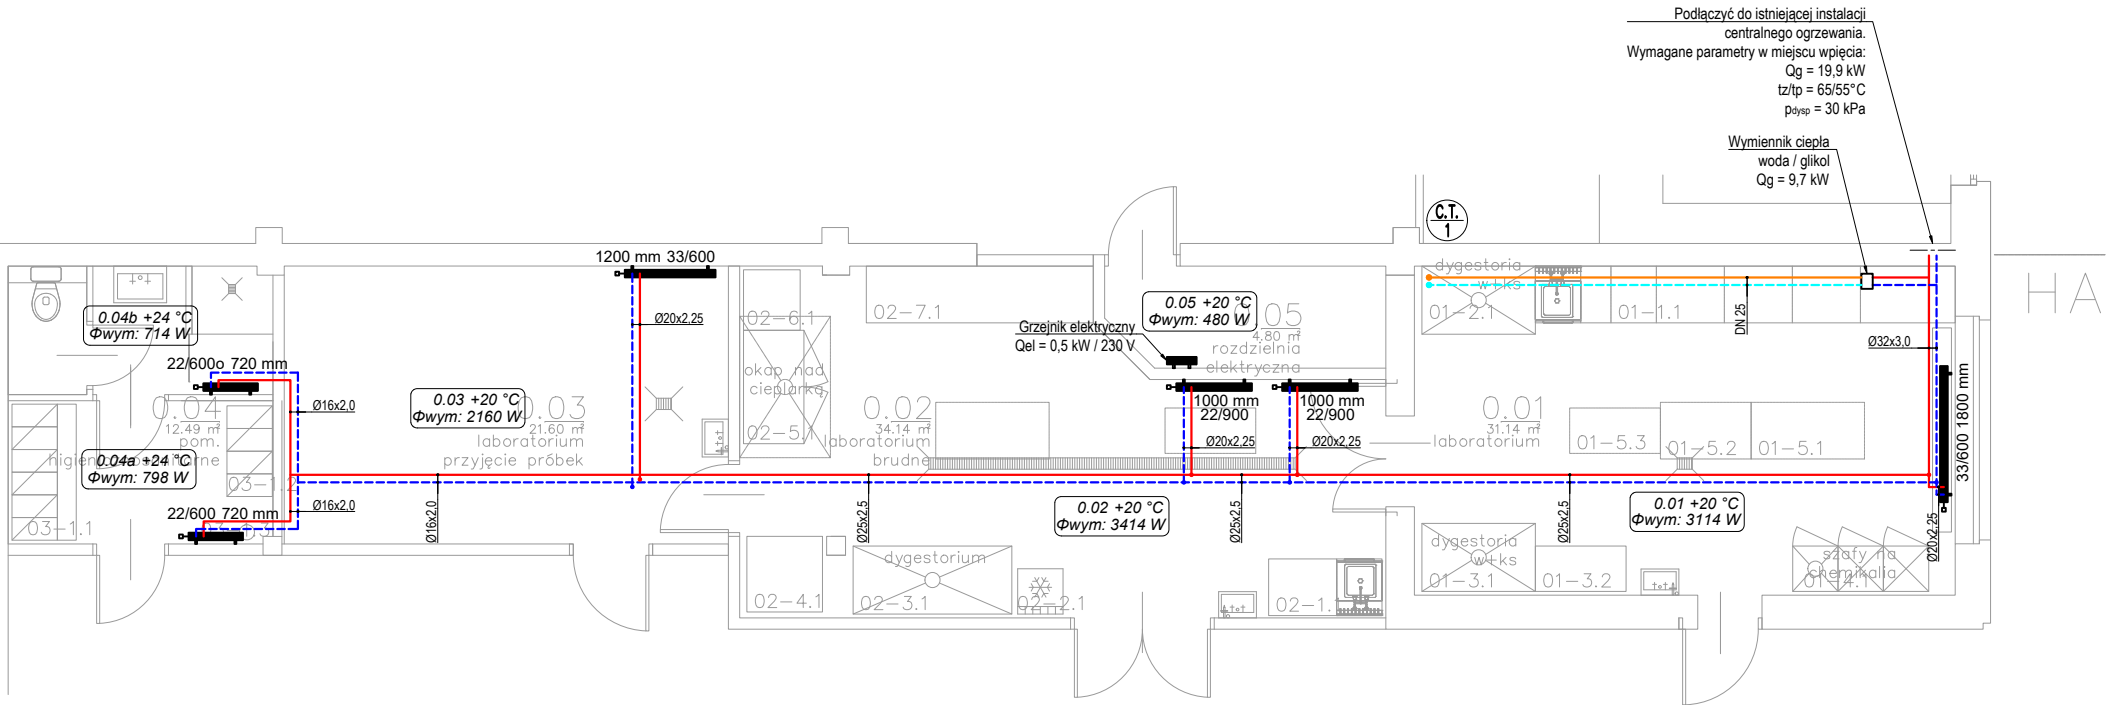 Podłączyć do istniejącej instalacji
centralnego ogrzewania.
Wymagane parametry w miejscu wpięcia:
Qg = 19,9 kW
tz/tp = 65/55°C
pdysp = 30 kPa
Wymiennik ciepła
woda / glikol
Qg = 9,7 kW
C.T.
1
HA
1200 mm 33/600
Ø20x2,25
0.04b +24 °C
Φwym: 714 W
22/600o 720 mm
Ø16x2,0
0.04
12.49 m²
pom.
0.04a +24 °C
Φwym: 798 W
03-1.2
03-1.1
22/600 720 mm
Ø16x2,0
0.03 +20 °C
Φwym: 2160 W
0.03
21.60 m²
laboratorium
przyjęcie próbek
Ø16x2,0
02-6.1
okap nad
cieplarką
02-5.1
02-7.1
0.02
34.14 m²
laboratorium
brudne
Grzejnik elektryczny
Qel = 0,5 kW / 230 V
0.05 +20 °C
Φwym: 480 W
05
4.80 m²
rozdzielnia
elektryczna
1000 mm
22/900
1000 mm
22/900
Ø20x2,25
Ø20x2,25
Ø25x2,5
0.02 +20 °C
Φwym: 3414 W
Ø25x2,5
dygestorium
02-4.1
02-3.1
02-2.1
02-1.
dygestoria
w+ks
01-2.1
01-1.1
DN 25
Ø32x3,0
33/600 1800 mm
0.01
31.14 m²
laboratorium
01-5.3
01-5.2
01-5.1
Ø25x2,5
0.01 +20 °C
Φwym: 3114 W
Ø20x2,25
dygestoria
w+ks
01-3.1
01-3.2
szafy na
chemikalia
01-4.1